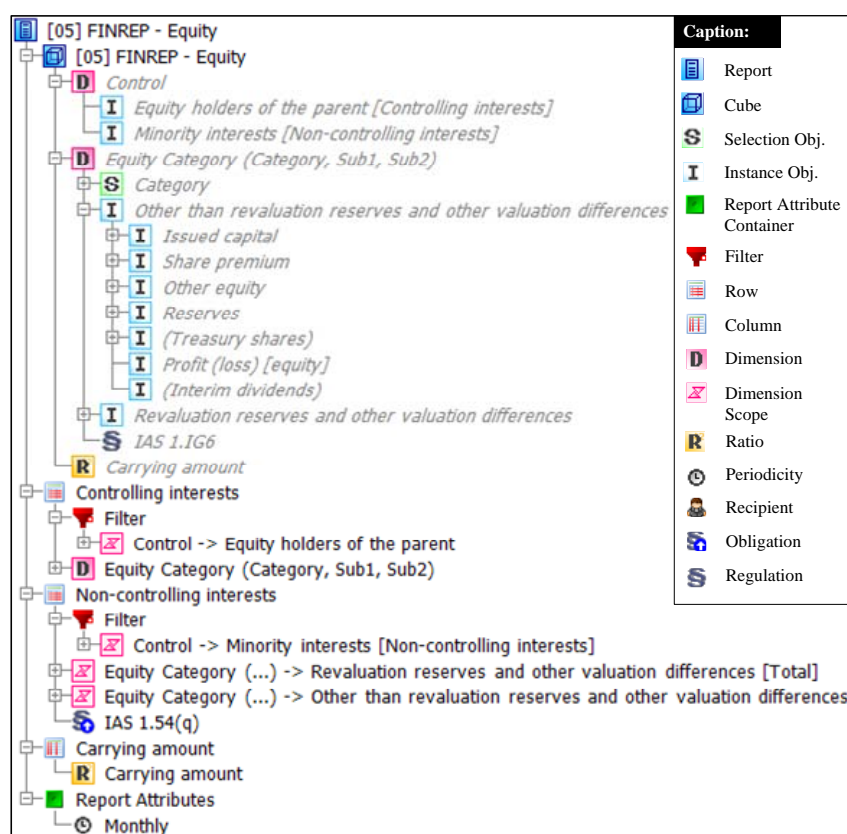 [05] FINREP - Equity
[05] FINREP - Equity
D Control
I Equity holders of the parent [Controlling interests]
I Minority interests [Non-controlling interests]
D Equity Category (Category, Sub1, Sub2)
S Category
I Other than revaluation reserves and other valuation differences
I Issued capital
I Share premium
I Other equity
I Reserves
I (Treasury shares)
I Profit (loss) [equity]
I (Interim dividends)
I Revaluation reserves and other valuation differences
§ IAS 1.IG6
R Carrying amount
Controlling interests
Filter
Control -> Equity holders of the parent
D Equity Category (Category, Sub1, Sub2)
Non-controlling interests
Filter
Control -> Minority interests [Non-controlling interests]
Equity Category (...) -> Revaluation reserves and other valuation differences [Total]
Equity Category (...) -> Other than revaluation reserves and other valuation differences
§ IAS 1.54(q)
Carrying amount
R Carrying amount
Report Attributes
Monthly
Caption:
Report
Cube
S Selection Obj.
I Instance Obj.
Report Attribute
Container
Filter
Row
Column
D Dimension
Dimension
Scope
R Ratio
Periodicity
Recipient
§ Obligation
§ Regulation